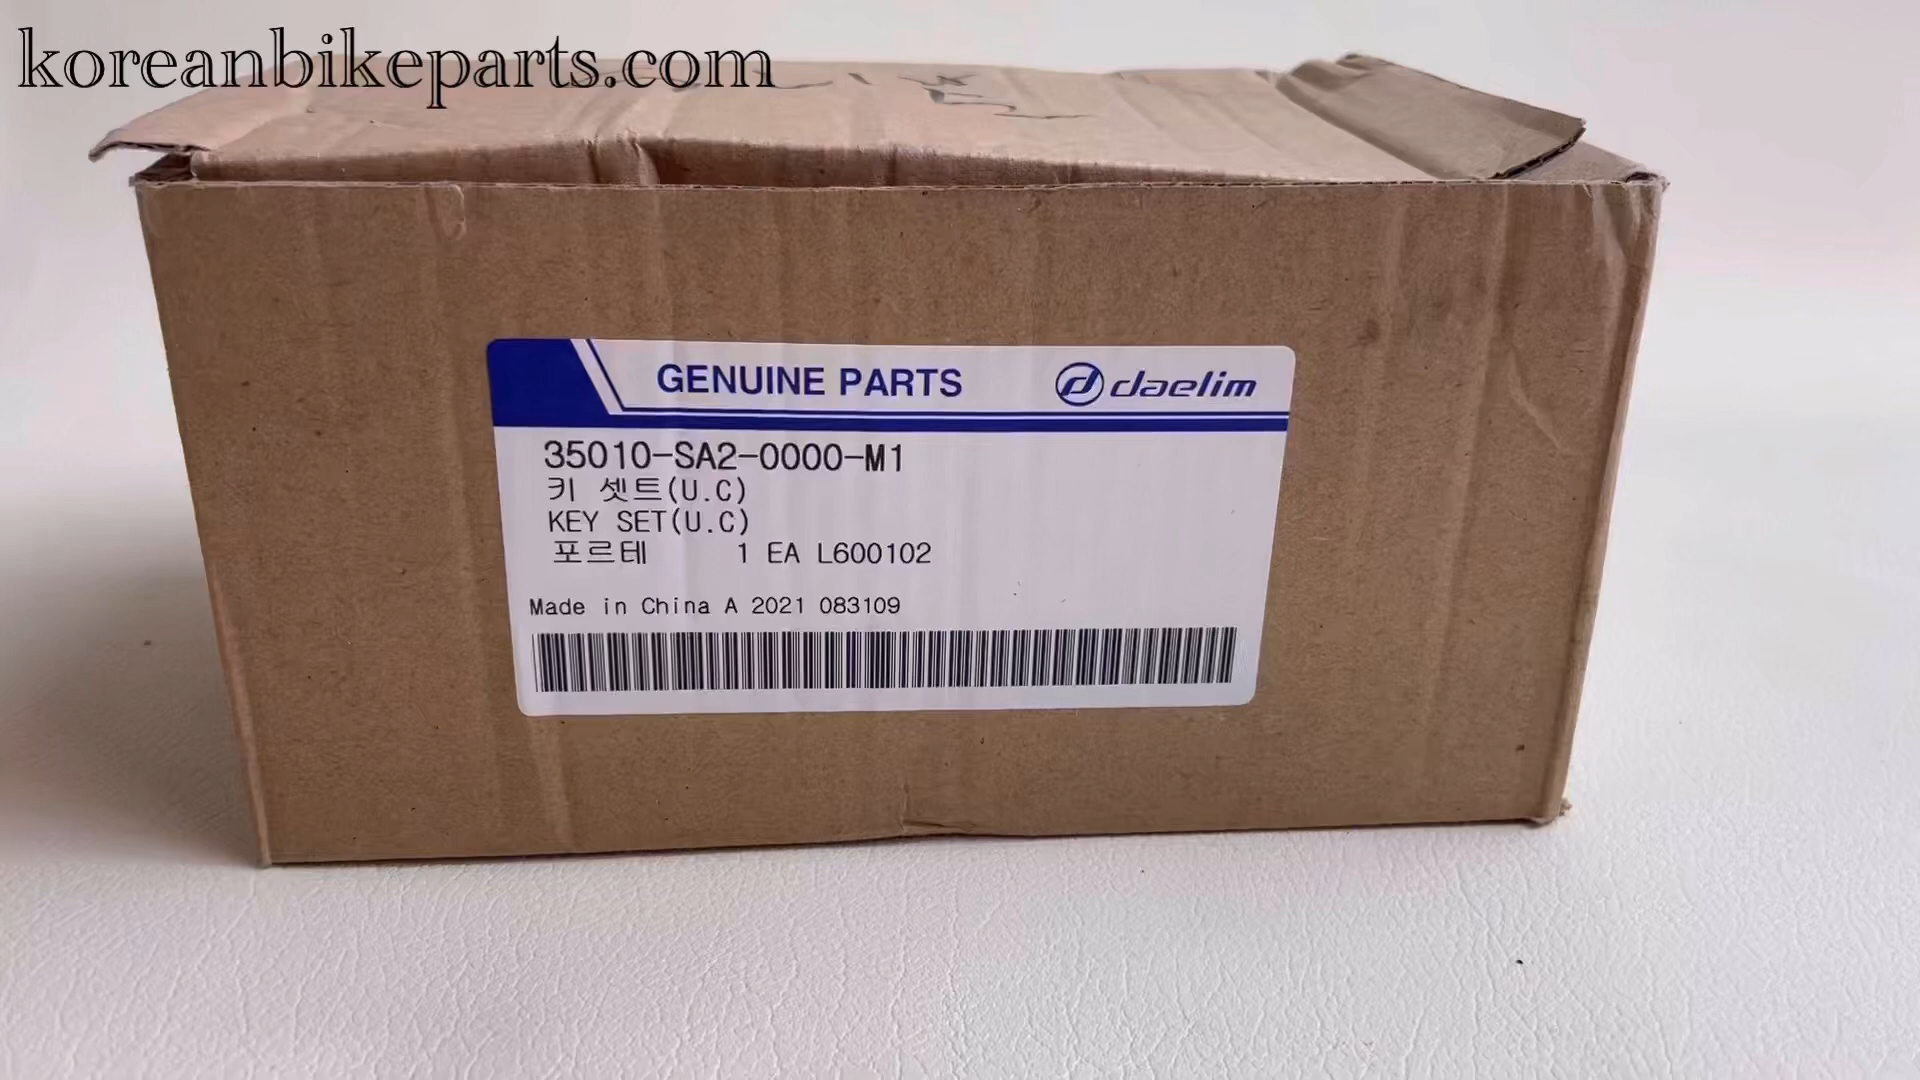 koreanbikeparts.com
GENUINE PARTS daelim
35010-SA2-0000-M1
키 셋트(U.C)
KEY SET(U.C)
포르테 1 EA L600102
Made in China A 2021 083109